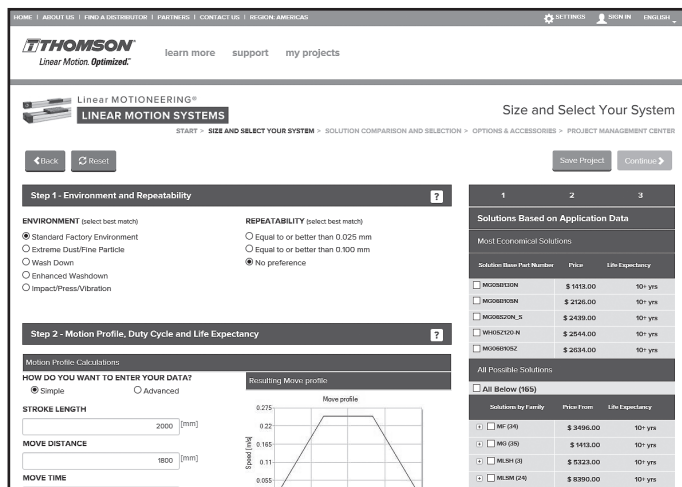 HOME | ABOUT US | FIND A DISTRIBUTOR | PARTNERS | CONTACT US | REGION: AMERICAS
SETTINGS SIGN IN ENGLISH
THOMSON
Linear Motion. Optimized.™
learn more support my projects
Linear MOTIONEERING®
LINEAR MOTION SYSTEMS
Size and Select Your System
START > SIZE AND SELECT YOUR SYSTEM > SOLUTION COMPARISON AND SELECTION > OPTIONS & ACCESSORIES > PROJECT MANAGEMENT CENTER
Back Reset
Save Project Continue
Step 1 - Environment and Repeatability ?
ENVIRONMENT (select best match)
Standard Factory Environment
Extreme Dust/Fine Particle
Wash Down
Enhanced Washdown
Impact/Press/Vibration
REPEATABILITY (select best match)
Equal to or better than 0.025 mm
Equal to or better than 0.100 mm
No preference
Step 2 - Motion Profile, Duty Cycle and Life Expectancy ?
Motion Profile Calculations
HOW DO YOU WANT TO ENTER YOUR DATA?
Simple Advanced
STROKE LENGTH
2000 [mm]
MOVE DISTANCE
1800 [mm]
MOVE TIME
Resulting Move profile
Move profile
Speed [m/s]
0.275
0.22
0.165
0.11
0.055
1 2 3
Solutions Based on Application Data
Most Economical Solutions
Solution Base Part Number Price Life Expectancy
MG05B130N $ 1413.00 10+ yrs
MG06B105N $ 2126.00 10+ yrs
MG06S20N_S $ 2439.00 10+ yrs
WH05Z120-N $ 2544.00 10+ yrs
MG06B105Z $ 2634.00 10+ yrs
All Possible Solutions
All Below (165)
Solutions by Family Price From Life Expectancy
MF (34) $ 3496.00 10+ yrs
MG (35) $ 1413.00 10+ yrs
MLSH (3) $ 5323.00 10+ yrs
MLSM (24) $ 8390.00 10+ yrs